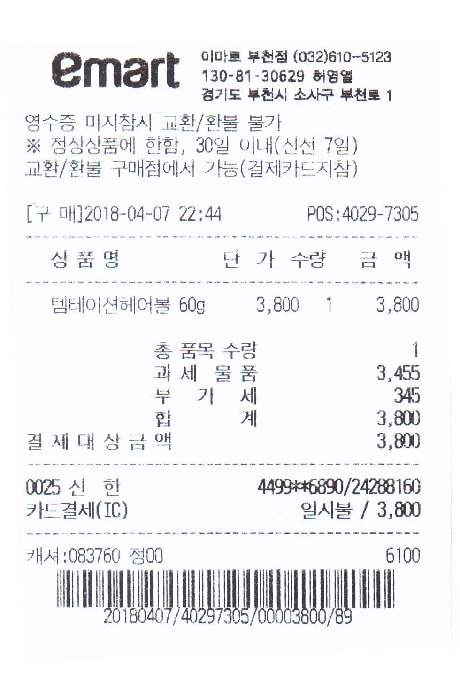 emart
이마트 부천점 (032)610-5123
130-81-30629 허영엘
경기도 부천시 소사구 부천로 1
영수증 미지참시 교환/환불 불가
※ 정상상품에 한함, 30일 이내(신선 7일)
교환/환불 구매점에서 가능(결제카드지참)
[구 매]2018-04-07 22:44 POS:4029-7305
상 품 명 단 가 수량 금 액
템테이션헤어볼 60g 3,800 1 3,800
총 품목 수량 1
과 세 물 품 3,455
부 가 세 345
합 계 3,800
결 제 대 상 금 액 3,800
0025 신 한 4499**6890/24288160
카드결제(IC) 일시불 / 3,800
캐셔:083760 정00 6100
20180407/40297305/00003800/89